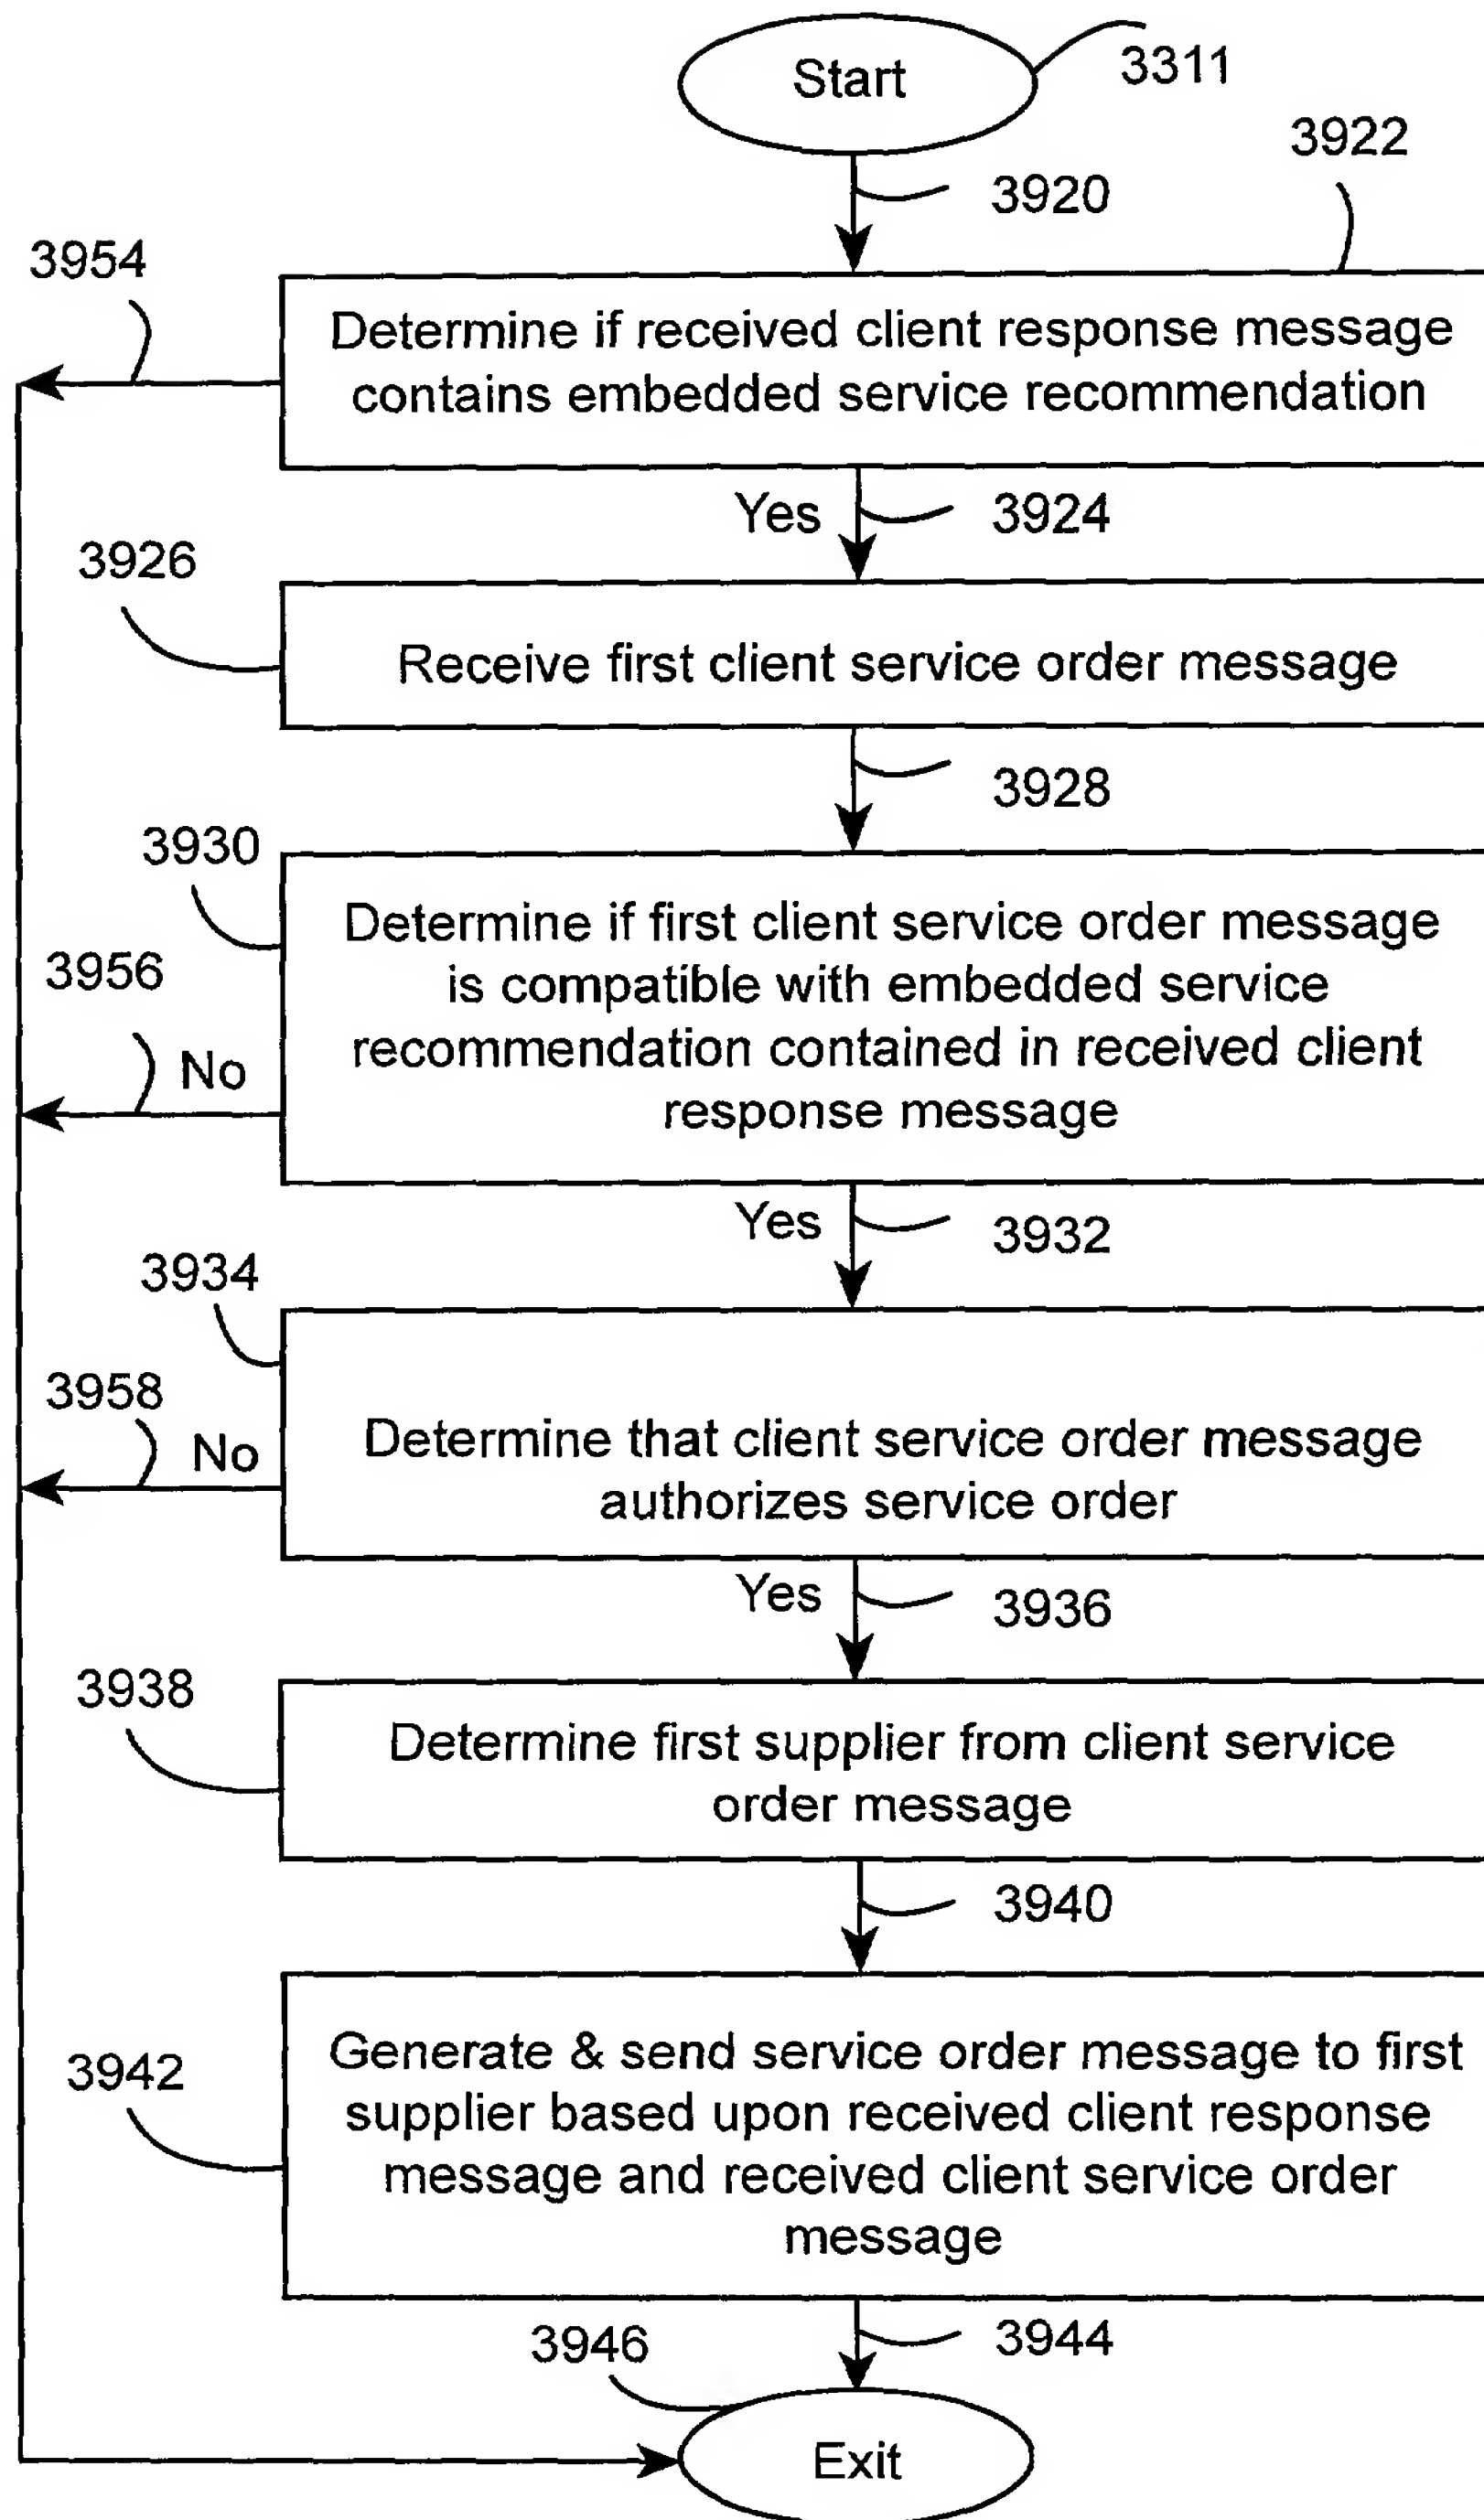 Start
3311
3922
3920
3954
Determine if received client response message
contains embedded service recommendation
Yes
3924
3926
Receive first client service order message
3928
3930
Determine if first client service order message
is compatible with embedded service
recommendation contained in received client
response message
3956
No
Yes
3932
3934
3958
No
Determine that client service order message
authorizes service order
Yes
3936
3938
Determine first supplier from client service
order message
3940
3942
Generate & send service order message to first
supplier based upon received client response
message and received client service order
message
3946
3944
Exit